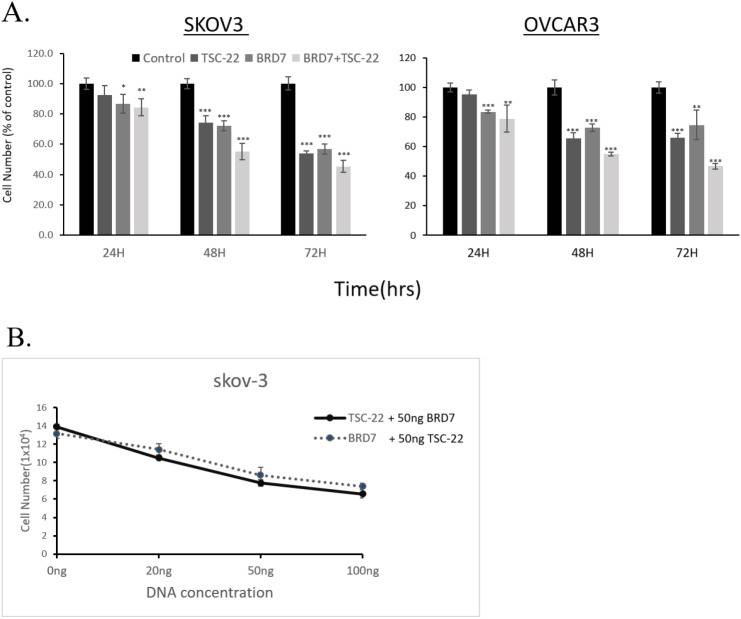 A.
SKOV3
OVCAR3
Cell Number (% of control)
120.0
100.0
80.0
60.0
40.0
20.0
0.0
Control TSC-22 BRD7 BRD7+TSC-22
* ** *** *** *** *** *** ***
24H 48H 72H
120
100
80
60
40
20
0
*** ** *** *** *** *** ** ***
24H 48H 72H
Time(hrs)
B.
skov-3
Cell Number(1x10⁴)
16
14
12
10
8
6
4
2
0
TSC-22 + 50ng BRD7
BRD7 + 50ng TSC-22
0ng 20ng 50ng 100ng
DNA concentration